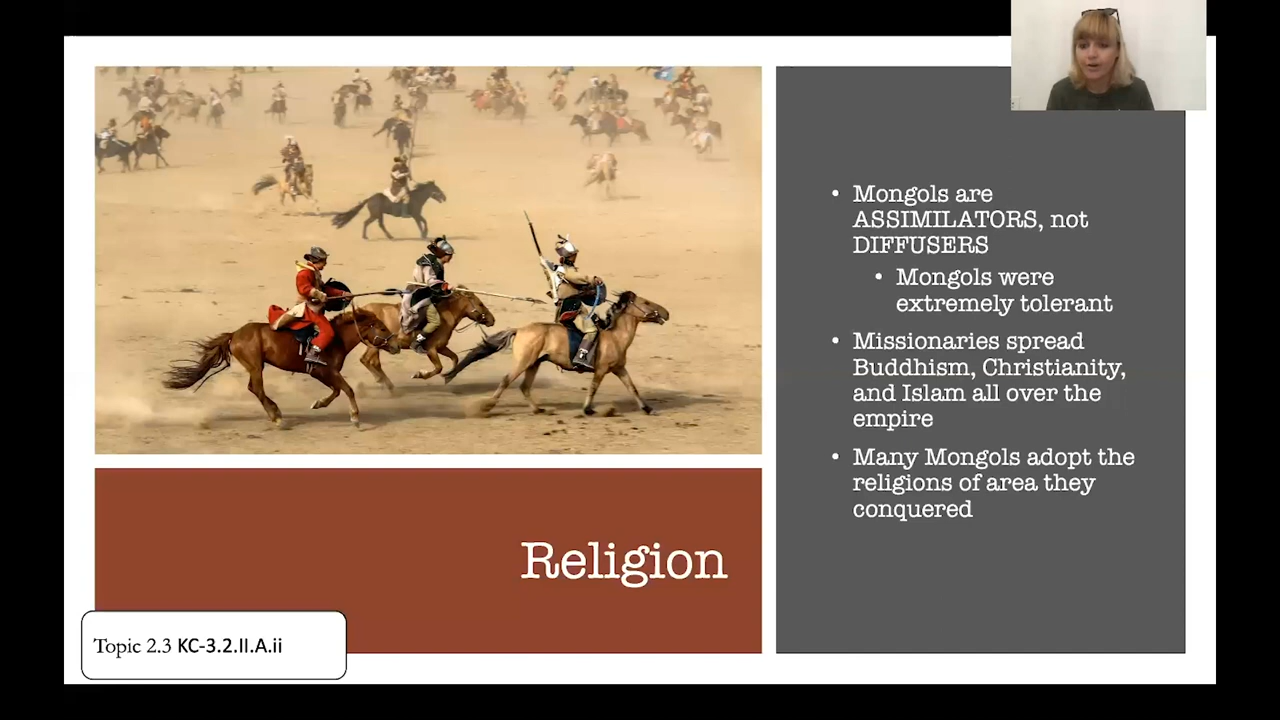 • Mongols are
ASSIMILATORS, not
DIFFUSERS
• Mongols were
extremely tolerant
• Missionaries spread
Buddhism, Christianity,
and Islam all over the
empire
• Many Mongols adopt the
religions of area they
conquered
Religion
Topic 2.3 KC-3.2.II.A.ii